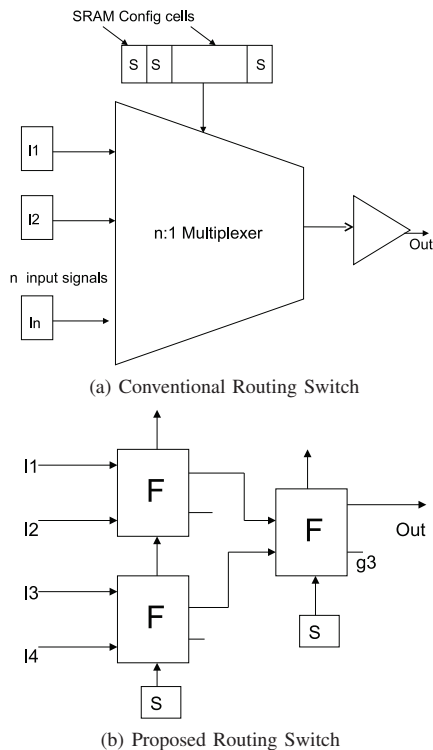 SRAM Config cells
S S S
I1
I2
n:1 Multiplexer
Out
n input signals
In
(a) Conventional Routing Switch
I1
F
I2
F
Out
g3
I3
F
I4
S
S
(b) Proposed Routing Switch